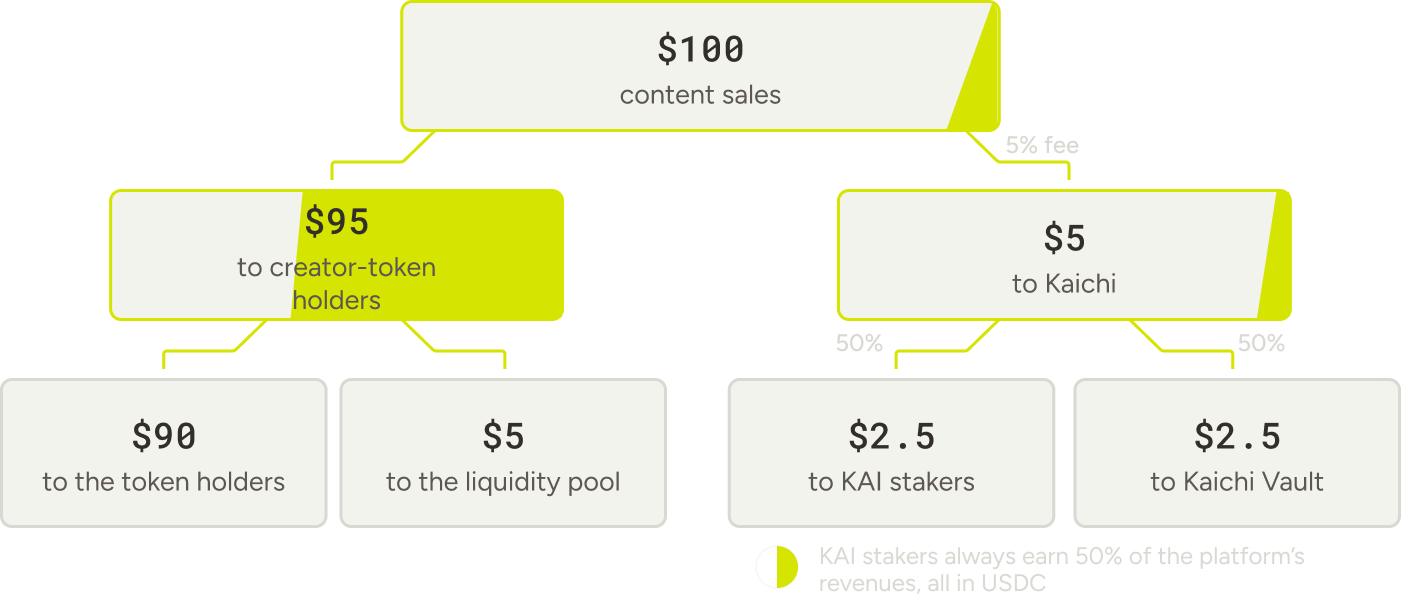 $100
content sales
5% fee
$95
to creator-token
holders
$5
to Kaichi
50%
50%
$90
to the token holders
$5
to the liquidity pool
$2.5
to KAI stakers
$2.5
to Kaichi Vault
KAI stakers always earn 50% of the platform’s
revenues, all in USDC